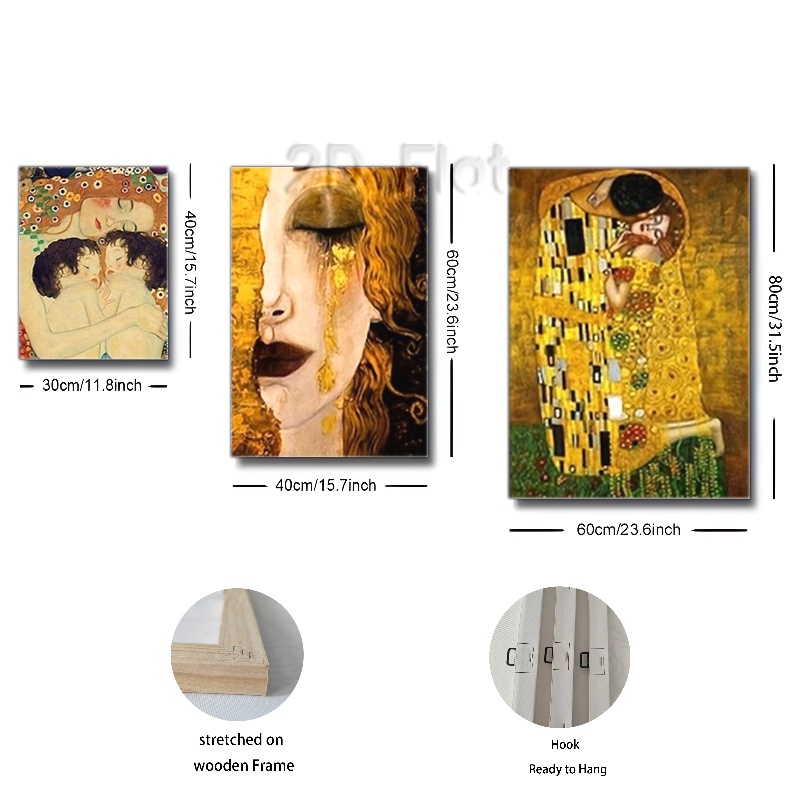 2D Flat
40cm/15.7inch
30cm/11.8inch
60cm/23.6inch
40cm/15.7inch
80cm/31.5inch
60cm/23.6inch
stretched on
wooden Frame
Hook
Ready to Hang